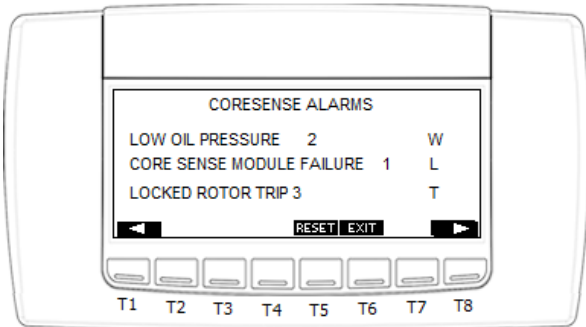 CORESENSE ALARMS
LOW OIL PRESSURE 2 W
CORE SENSE MODULE FAILURE 1 L
LOCKED ROTOR TRIP 3 T
RESET EXIT
T1 T2 T3 T4 T5 T6 T7 T8